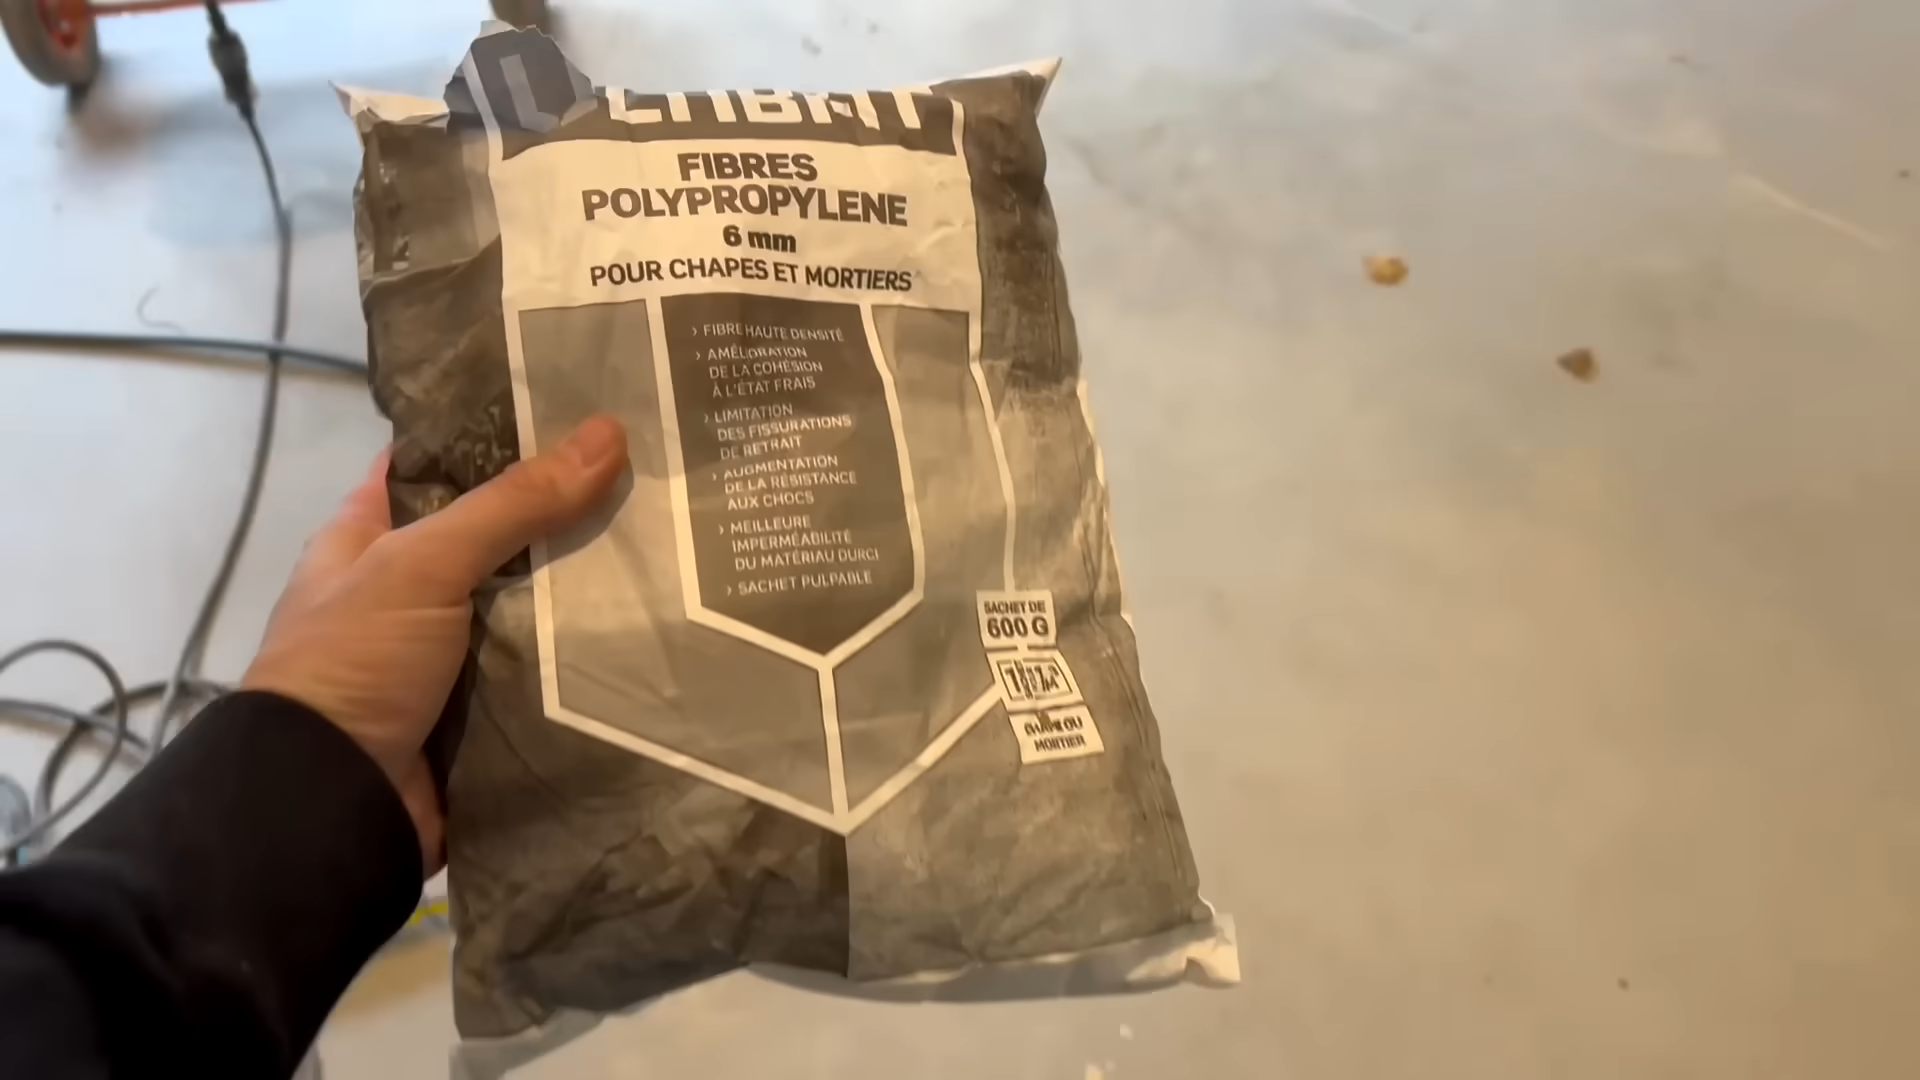 FIBRES
POLYPROPYLENE
6 mm
POUR CHAPES ET MORTIERS
› FIBRE HAUTE DENSITÉ
› AMÉLIORATION
DE LA COHÉSION
À L'ÉTAT FRAIS
› LIMITATION
DES FISSURATIONS
DE RETRAIT
› AUGMENTATION
DE LA RÉSISTANCE
AUX CHOCS
› MEILLEURE
IMPERMÉABILITÉ
DU MATÉRIAU DURCI
› SACHET PULPABLE
SACHET DE
600 G
CHAPE OU
MORTIER